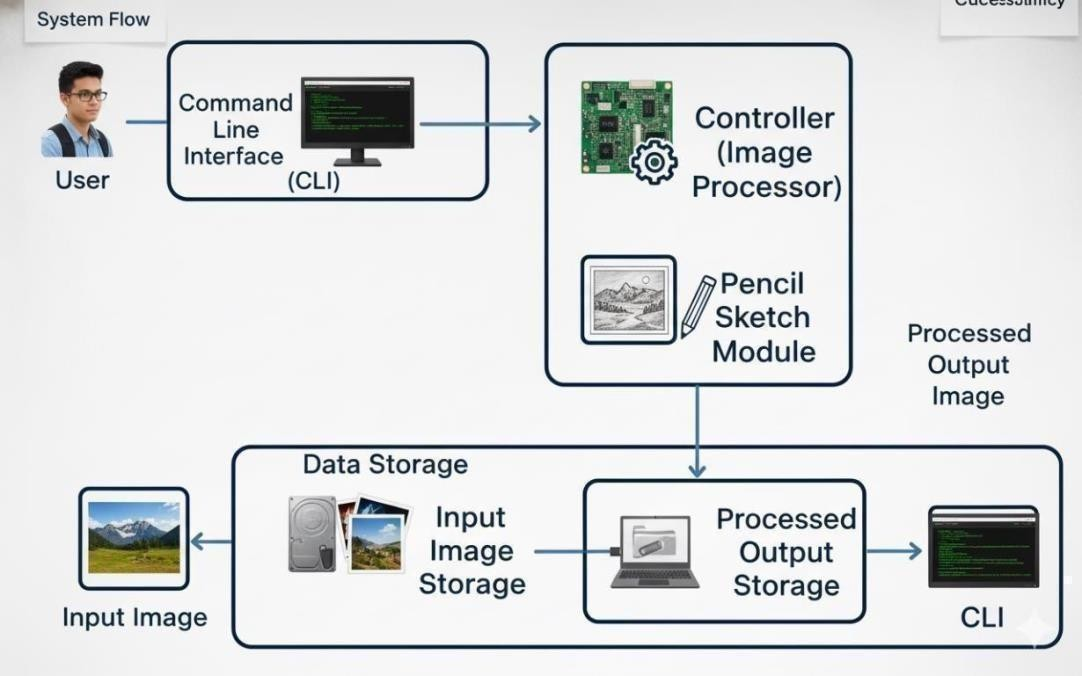 System Flow
User
Command
Line
Interface
(CLI)
Controller
(Image
Processor)
Pencil
Sketch
Module
Processed
Output
Image
Data Storage
Input
Image
Storage
Processed
Output
Storage
Input Image
CLI